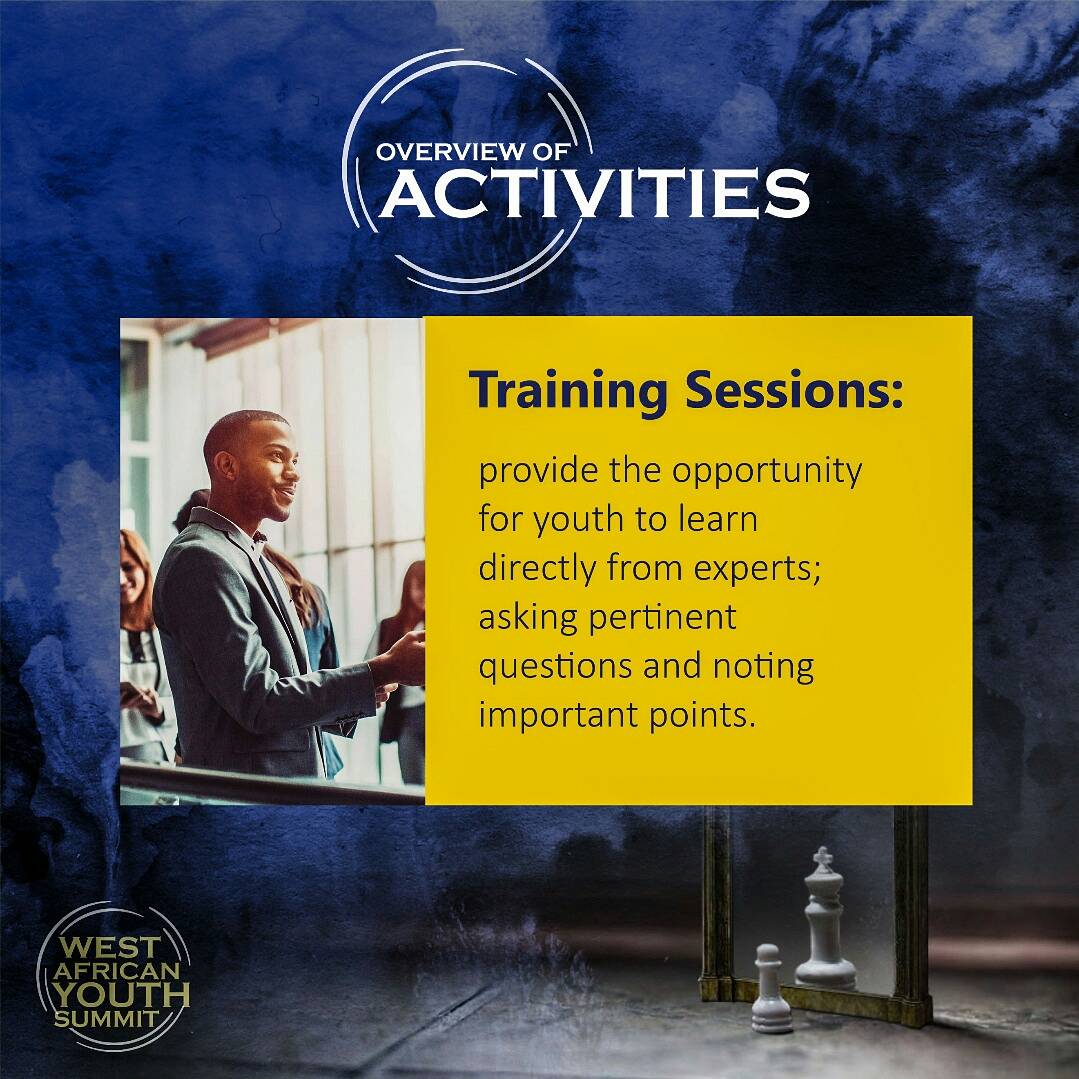 OVERVIEW OF
ACTIVITIES
Training Sessions:
provide the opportunity
for youth to learn
directly from experts;
asking pertinent
questions and noting
important points.
WEST
AFRICAN
YOUTH
SUMMIT